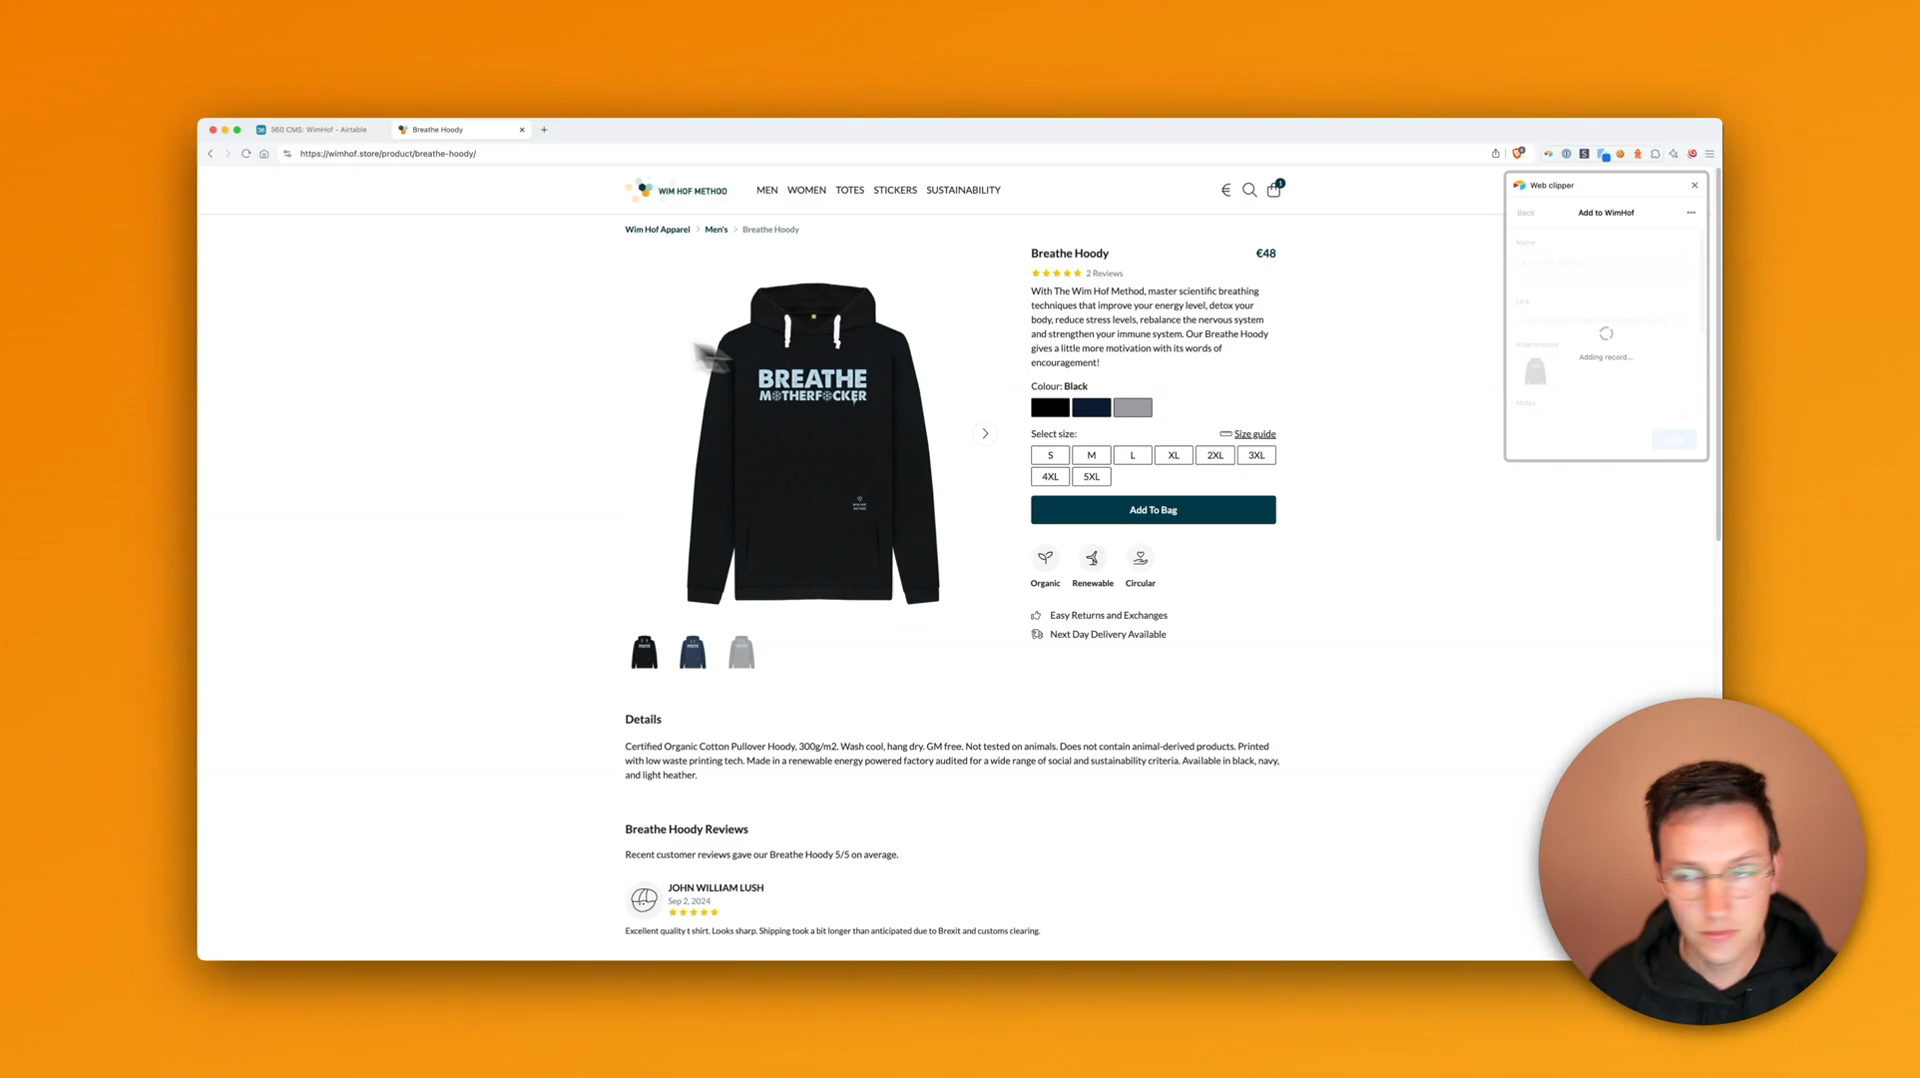 360 CMS: WimHof - Airtable
Breathe Hoody
https://wimhof.store/product/breathe-hoody/
WIM HOF METHOD
MEN
WOMEN
TOTES
STICKERS
SUSTAINABILITY
€
1
Web clipper
Back
Add to WimHof
Name
Link
Attachments
Adding record...
Notes
Wim Hof Apparel > Men's > Breathe Hoody
Breathe Hoody
€48
2 Reviews
With The Wim Hof Method, master scientific breathing
techniques that improve your energy level, detox your
body, reduce stress levels, rebalance the nervous system
and strengthen your immune system. Our Breathe Hoody
gives a little more motivation with its words of
encouragement!
BREATHE
M❄THERF❄CKER
WIM HOF
METHOD
Colour: Black
Select size:
Size guide
S
M
L
XL
2XL
3XL
4XL
5XL
Add To Bag
Organic
Renewable
Circular
Easy Returns and Exchanges
Next Day Delivery Available
Details
Certified Organic Cotton Pullover Hoody, 300g/m2. Wash cool, hang dry. GM free. Not tested on animals. Does not contain animal-derived products. Printed
with low waste printing tech. Made in a renewable energy powered factory audited for a wide range of social and sustainability criteria. Available in black, navy,
and light heather.
Breathe Hoody Reviews
Recent customer reviews gave our Breathe Hoody 5/5 on average.
JOHN WILLIAM LUSH
Sep 2, 2024
Excellent quality t shirt. Looks sharp. Shipping took a bit longer than anticipated due to Brexit and customs clearing.